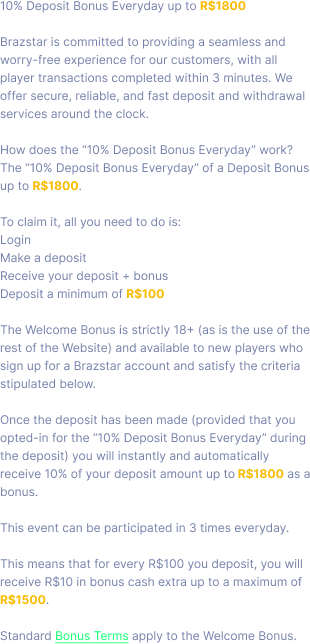 10% Deposit Bonus Everyday up to R$1800
Brazstar is committed to providing a seamless and
worry-free experience for our customers, with all
player transactions completed within 3 minutes. We
offer secure, reliable, and fast deposit and withdrawal
services around the clock.
How does the “10% Deposit Bonus Everyday” work?
The “10% Deposit Bonus Everyday” of a Deposit Bonus
up to R$1800.
To claim it, all you need to do is:
Login
Make a deposit
Receive your deposit + bonus
Deposit a minimum of R$100
The Welcome Bonus is strictly 18+ (as is the use of the
rest of the Website) and available to new players who
sign up for a Brazstar account and satisfy the criteria
stipulated below.
Once the deposit has been made (provided that you
opted-in for the “10% Deposit Bonus Everyday” during
the deposit) you will instantly and automatically
receive 10% of your deposit amount up to R$1800 as a
bonus.
This event can be participated in 3 times everyday.
This means that for every R$100 you deposit, you will
receive R$10 in bonus cash extra up to a maximum of
R$1500.
Standard Bonus Terms apply to the Welcome Bonus.